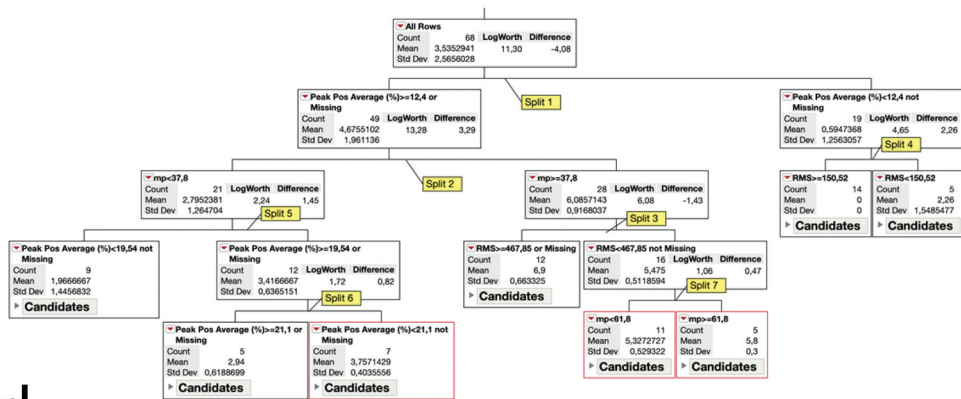 All Rows
Count 68 LogWorth Difference
Mean 3,5352941 11,30 -4,08
Std Dev 2,5656028
Split 1
Peak Pos Average (%)>=12,4 or
Missing
Count 49 LogWorth Difference
Mean 4,6755102 13,28 3,29
Std Dev 1,961136
Peak Pos Average (%)<12,4 not
Missing
Count 19 LogWorth Difference
Mean 0,5947368 4,65 2,26
Std Dev 1,2563057
Split 4
Split 2
mp<37,8
Count 21 LogWorth Difference
Mean 2,7952381 2,24 1,45
Std Dev 1,264704
Split 5
mp>=37,8
Count 28 LogWorth Difference
Mean 6,0857143 6,08 -1,43
Std Dev 0,9168037
Split 3
RMS>=150,52
Count 14
Mean 0
Std Dev 0
Candidates
RMS<150,52
Count 5
Mean 2,26
Std Dev 1,5485477
Candidates
Peak Pos Average (%)<19,54 not
Missing
Count 9
Mean 1,9666667
Std Dev 1,4456832
Candidates
Peak Pos Average (%)>=19,54 or
Missing
Count 12 LogWorth Difference
Mean 3,4166667 1,72 0,82
Std Dev 0,6365151
Split 6
RMS>=467,85 or Missing
Count 12
Mean 6,9
Std Dev 0,663325
Candidates
RMS<467,85 not Missing
Count 16 LogWorth Difference
Mean 5,475 1,06 0,47
Std Dev 0,5118594
Split 7
Peak Pos Average (%)>=21,1 or
Missing
Count 5
Mean 2,94
Std Dev 0,6188699
Candidates
Peak Pos Average (%)<21,1 not
Missing
Count 7
Mean 3,7571429
Std Dev 0,4035556
Candidates
mp<61,8
Count 11
Mean 5,3272727
Std Dev 0,529322
Candidates
mp>=61,8
Count 5
Mean 5,8
Std Dev 0,3
Candidates